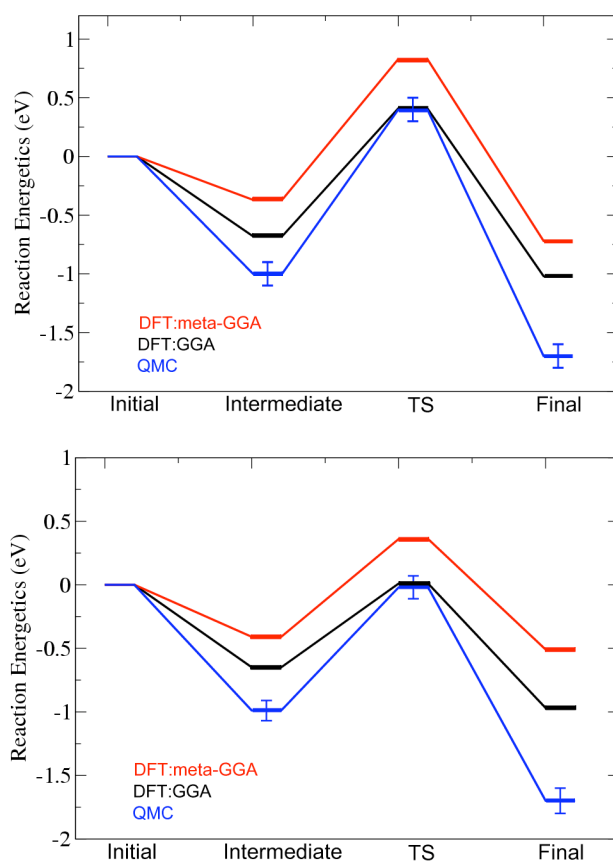 1
0.5
0
-0.5
-1
-1.5
-2
Reaction Energetics (eV)
DFT:meta-GGA
DFT:GGA
QMC
Initial Intermediate TS Final
1
0.5
0
-0.5
-1
-1.5
-2
Reaction Energetics (eV)
DFT:meta-GGA
DFT:GGA
QMC
Initial Intermediate TS Final